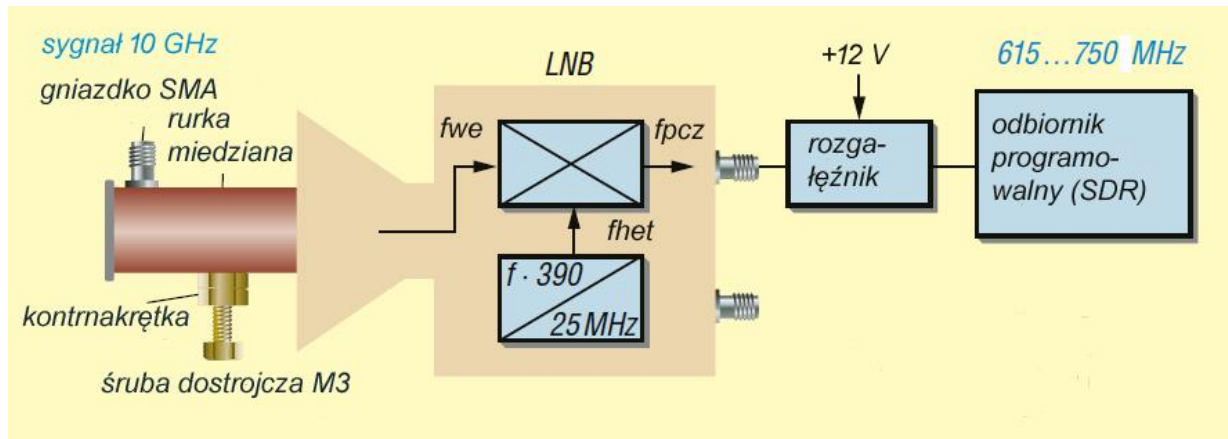 sygnał 10 GHz
gniazdko SMA
rurka
miedziana
kontrnakrętka
śruba dostrojcza M3
LNB
fwe
fpcz
fhet
f · 390
25 MHz
+12 V
rozga-
łęźnik
615...750 MHz
odbiornik
programo-
walny (SDR)